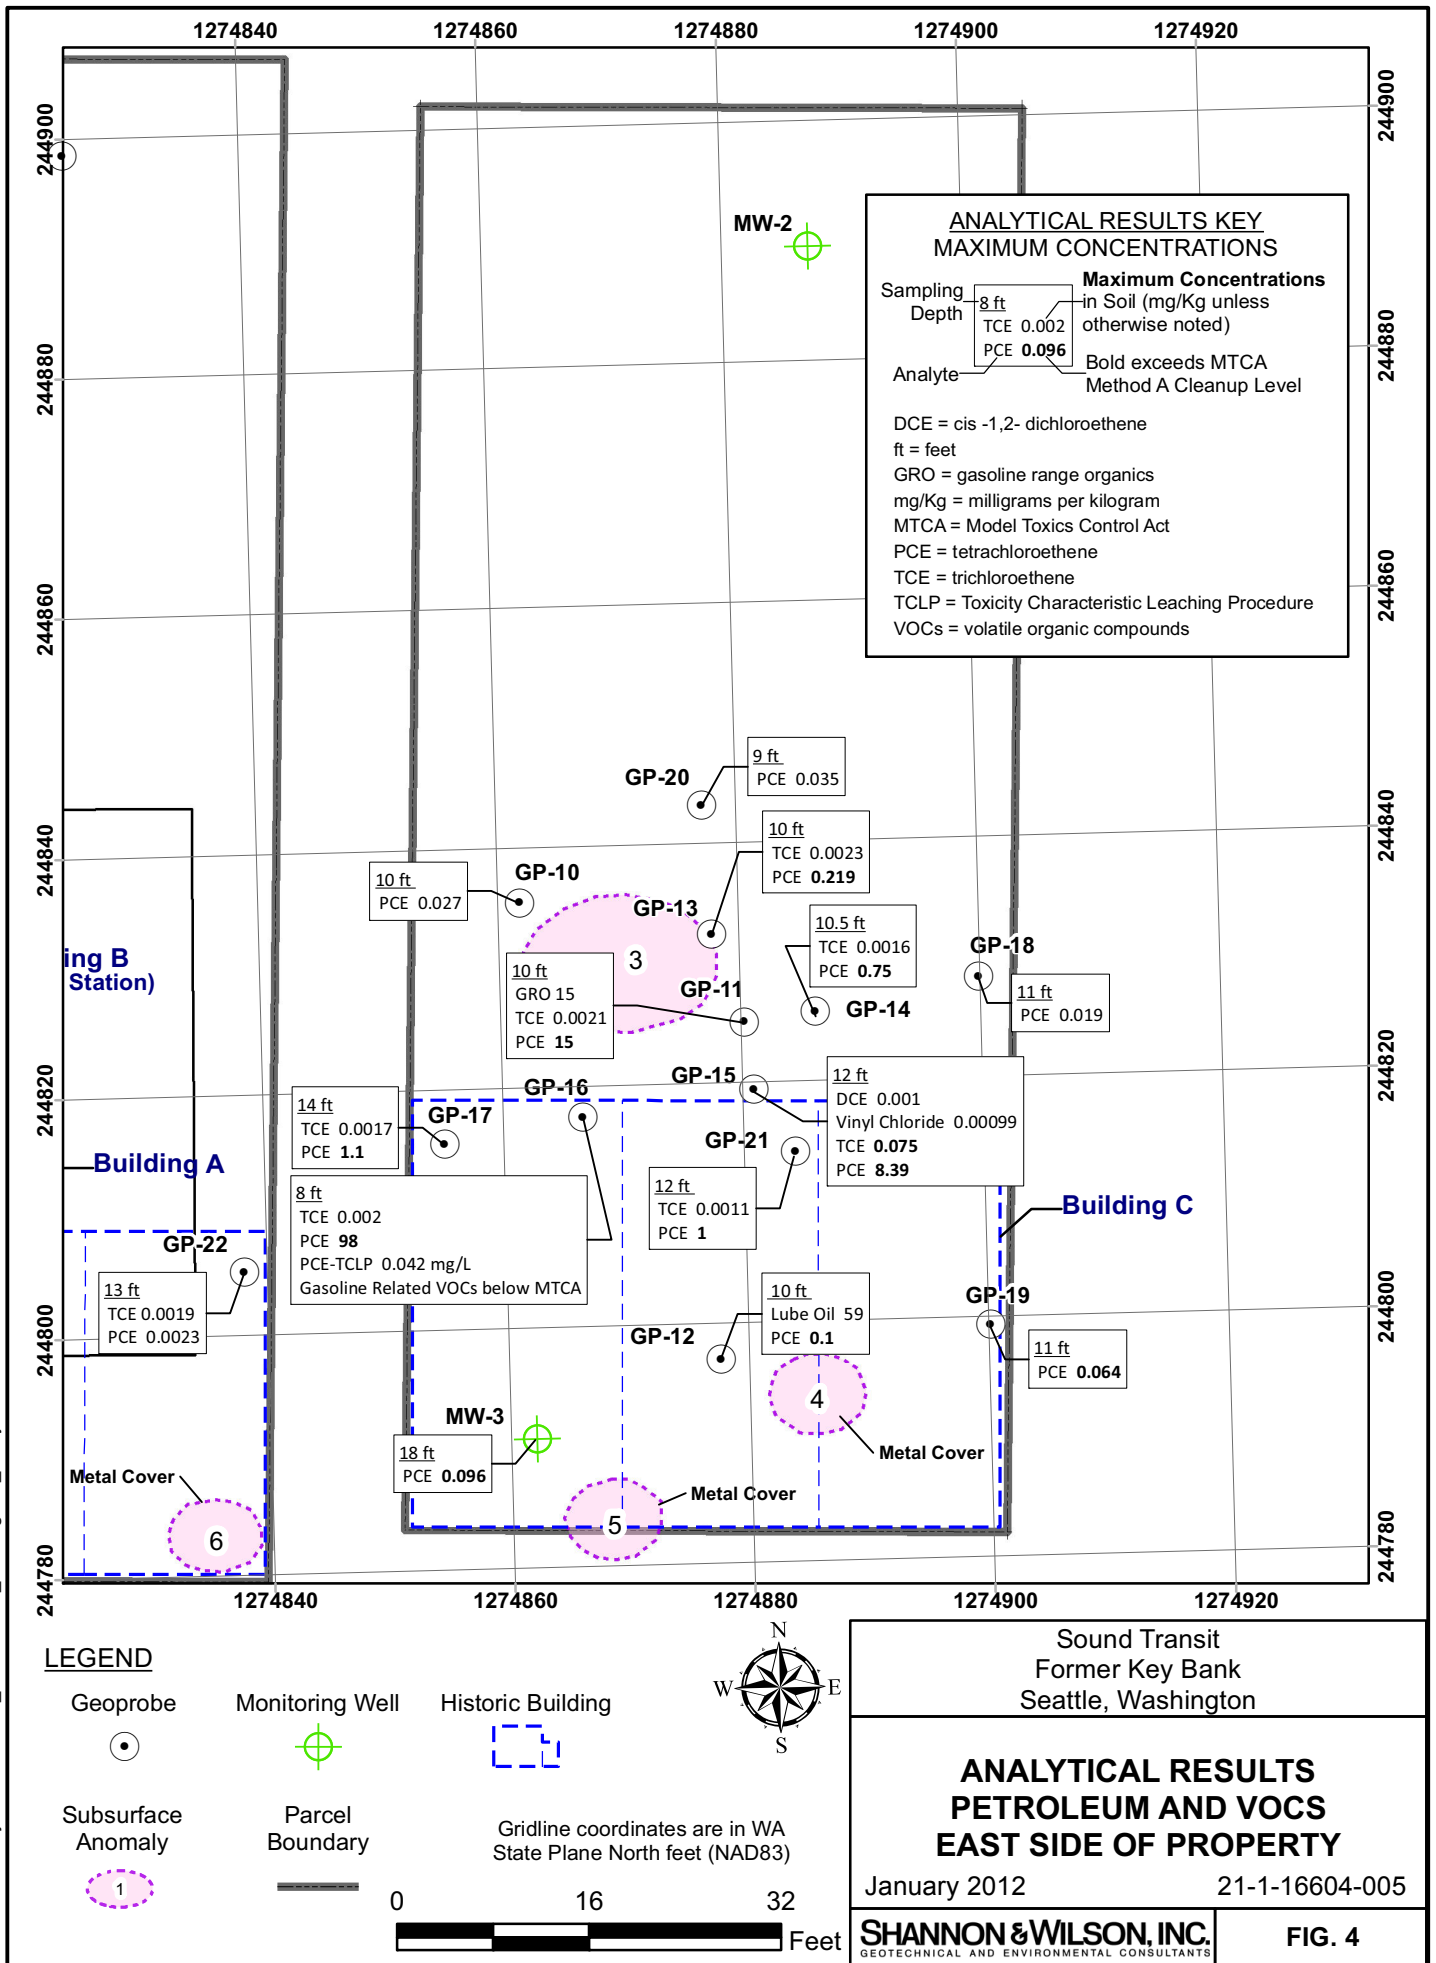 1274840
1274860
1274880
1274900
1274920
244900
244880
244860
244840
244820
244800
244780
244900
244880
244860
244840
244820
244800
244780
MW-2
ANALYTICAL RESULTS KEY
MAXIMUM CONCENTRATIONS
Sampling
Depth
8 ft
TCE 0.002
PCE 0.096
Maximum Concentrations
in Soil (mg/Kg unless
otherwise noted)
Analyte
Bold exceeds MTCA
Method A Cleanup Level
DCE = cis -1,2- dichloroethene
ft = feet
GRO = gasoline range organics
mg/Kg = milligrams per kilogram
MTCA = Model Toxics Control Act
PCE = tetrachloroethene
TCE = trichloroethene
TCLP = Toxicity Characteristic Leaching Procedure
VOCs = volatile organic compounds
GP-20
9 ft
PCE 0.035
10 ft
TCE 0.0023
PCE 0.219
10 ft
PCE 0.027
GP-10
GP-13
3
10.5 ft
TCE 0.0016
PCE 0.75
GP-18
11 ft
PCE 0.019
ing B
Station)
10 ft
GRO 15
TCE 0.0021
PCE 15
GP-11
GP-14
GP-15
12 ft
DCE 0.001
Vinyl Chloride 0.00099
TCE 0.075
PCE 8.39
GP-16
14 ft
TCE 0.0017
PCE 1.1
GP-17
GP-21
12 ft
TCE 0.0011
PCE 1
Building A
8 ft
TCE 0.002
PCE 98
PCE-TCLP 0.042 mg/L
Gasoline Related VOCs below MTCA
Building C
GP-22
13 ft
TCE 0.0019
PCE 0.0023
10 ft
Lube Oil 59
PCE 0.1
GP-12
GP-19
11 ft
PCE 0.064
4
Metal Cover
MW-3
18 ft
PCE 0.096
Metal Cover
5
Metal Cover
6
1274840
1274860
1274880
1274900
1274920
LEGEND
Geoprobe
Monitoring Well
Historic Building
Subsurface
Anomaly
1
Parcel
Boundary
Gridline coordinates are in WA
State Plane North feet (NAD83)
N
W
E
S
0
16
32
Feet
Sound Transit
Former Key Bank
Seattle, Washington
ANALYTICAL RESULTS
PETROLEUM AND VOCS
EAST SIDE OF PROPERTY
January 2012
21-1-16604-005
SHANNON & WILSON, INC.
GEOTECHNICAL AND ENVIRONMENTAL CONSULTANTS
FIG. 4